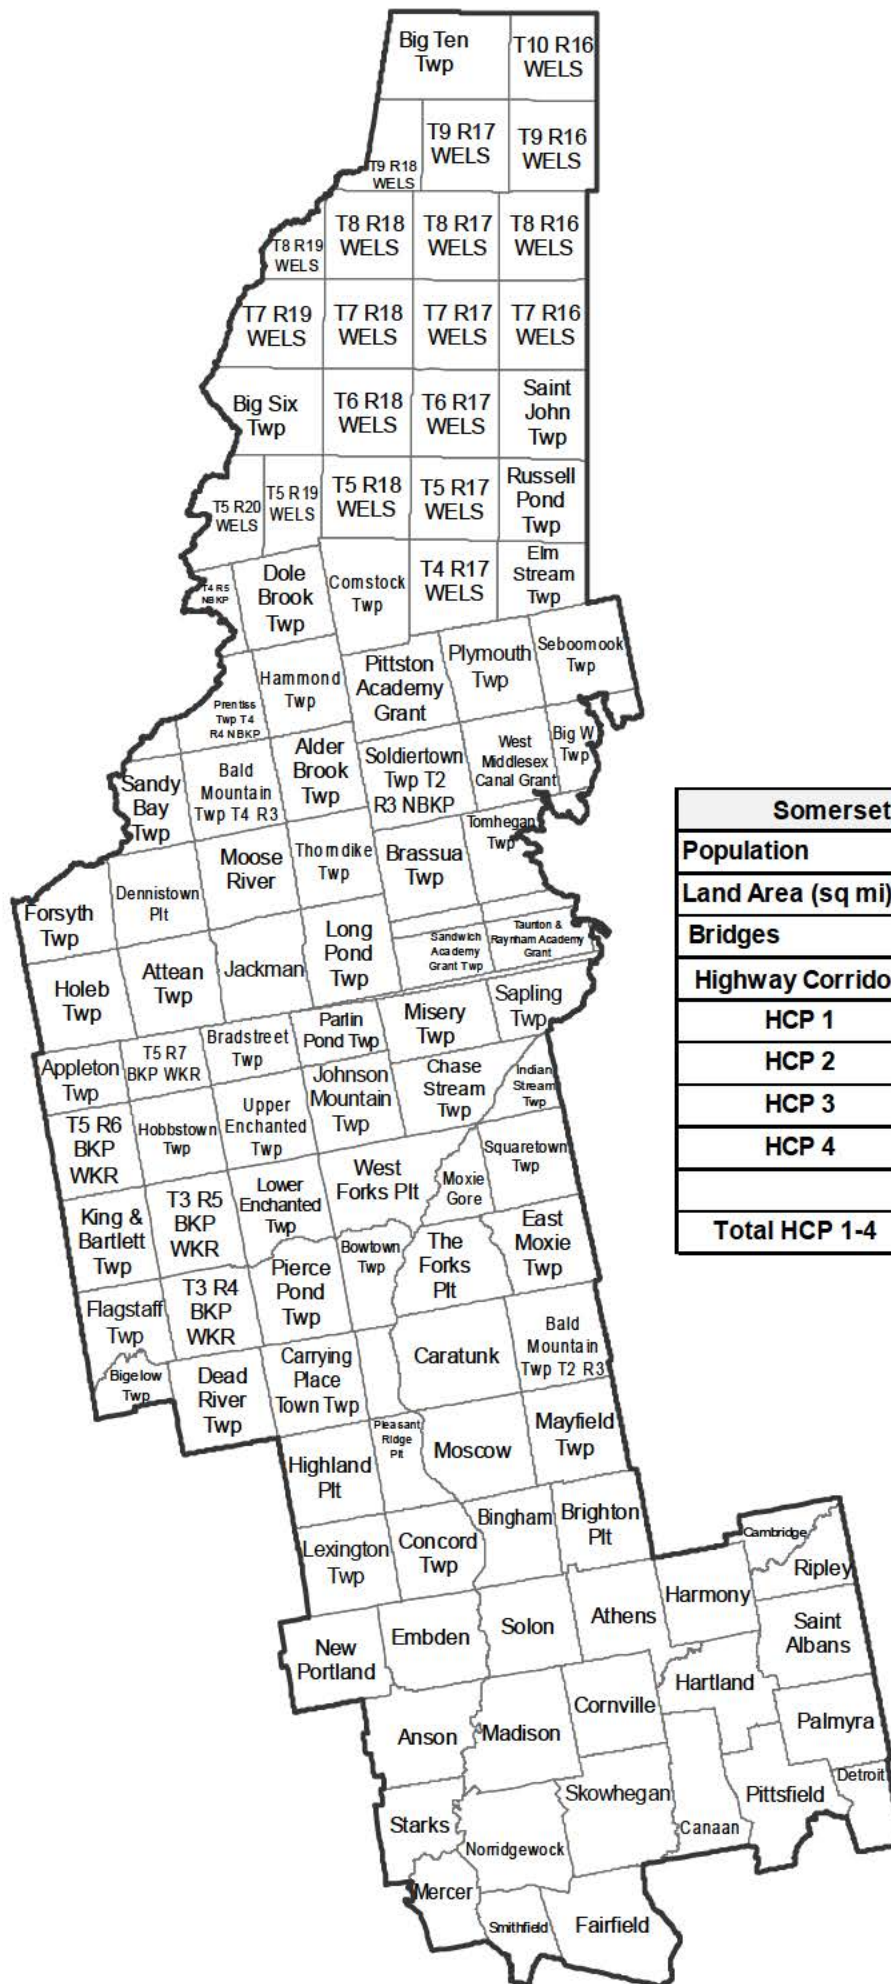 Big Ten
Twp
T10 R16
WELS
T9 R18
WELS
T9 R17
WELS
T9 R16
WELS
T8 R19
WELS
T8 R18
WELS
T8 R17
WELS
T8 R16
WELS
T7 R19
WELS
T7 R18
WELS
T7 R17
WELS
T7 R16
WELS
Big Six
Twp
T6 R18
WELS
T6 R17
WELS
Saint
John
Twp
T5 R20
WELS
T5 R19
WELS
T5 R18
WELS
T5 R17
WELS
Russell
Pond
Twp
T4 R5
NBKP
Dole
Brook
Twp
Comstock
Twp
T4 R17
WELS
Elm
Stream
Twp
Prentiss
Twp T4
R4 NBKP
Hammond
Twp
Pittston
Academy
Grant
Plymouth
Twp
Seboomook
Twp
Sandy
Bay
Twp
Bald
Mountain
Twp T4 R3
Alder
Brook
Twp
Soldiertown
Twp T2
R3 NBKP
West
Middlesex
Canal Grant
Big W
Twp
Forsyth
Twp
Dennistown
Plt
Moose
River
Thorndike
Twp
Brassua
Twp
Tomhegan
Twp
Holeb
Twp
Attean
Twp
Jackman
Long
Pond
Twp
Sandwich
Academy
Grant Twp
Taunton &
Raynham Academy
Grant
Appleton
Twp
T5 R7
BKP WKR
Bradstreet
Twp
Parlin
Pond Twp
Misery
Twp
Sapling
Twp
T5 R6
BKP
WKR
Hobbstown
Twp
Upper
Enchanted
Twp
Johnson
Mountain
Twp
Chase
Stream
Twp
Indian
Stream
Twp
King &
Bartlett
Twp
T3 R5
BKP
WKR
Lower
Enchanted
Twp
West
Forks Plt
Moxie
Gore
Squaretown
Twp
Flagstaff
Twp
T3 R4
BKP
WKR
Pierce
Pond
Twp
Bowtown
Twp
The
Forks
Plt
East
Moxie
Twp
Bigelow
Twp
Dead
River
Twp
Carrying
Place
Town Twp
Caratunk
Bald
Mountain
Twp T2 R3
Highland
Plt
Pleasant
Ridge
Plt
Moscow
Mayfield
Twp
Lexington
Twp
Concord
Twp
Bingham
Brighton
Plt
Cambridge
Ripley
New
Portland
Embden
Solon
Athens
Harmony
Saint
Albans
Anson
Madison
Cornville
Hartland
Palmyra
Starks
Norridgewock
Skowhegan
Canaan
Pittsfield
Detroit
Mercer
Smithfield
Fairfield
Somerset
Population
Land Area (sq mi)
Bridges
Highway Corrido
HCP 1
HCP 2
HCP 3
HCP 4
Total HCP 1-4